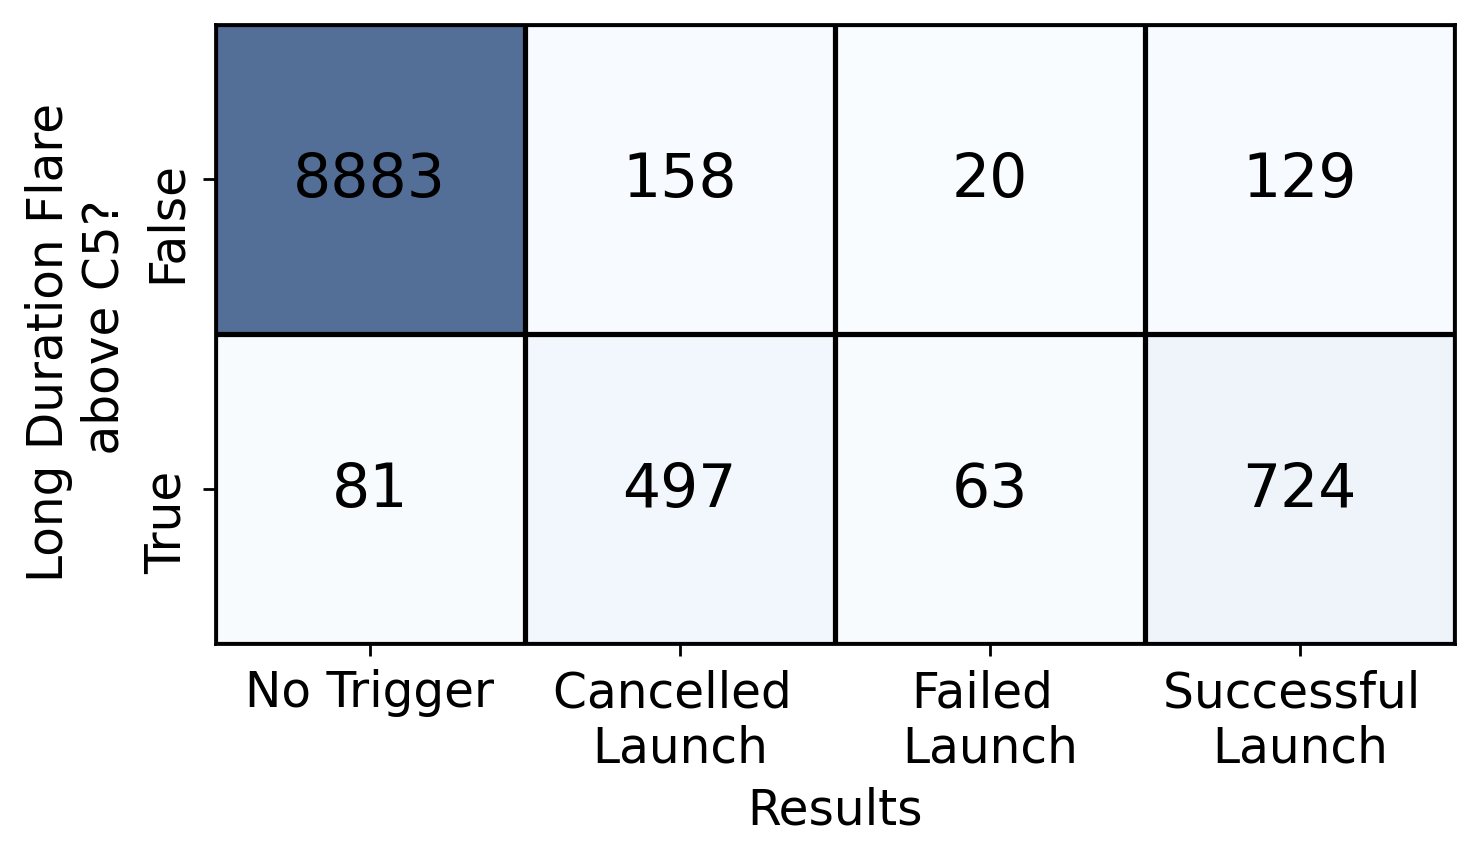 Long Duration Flare
above C5?
False
8883
158
20
129
True
81
497
63
724
No Trigger
Cancelled
Launch
Failed
Launch
Successful
Launch
Results